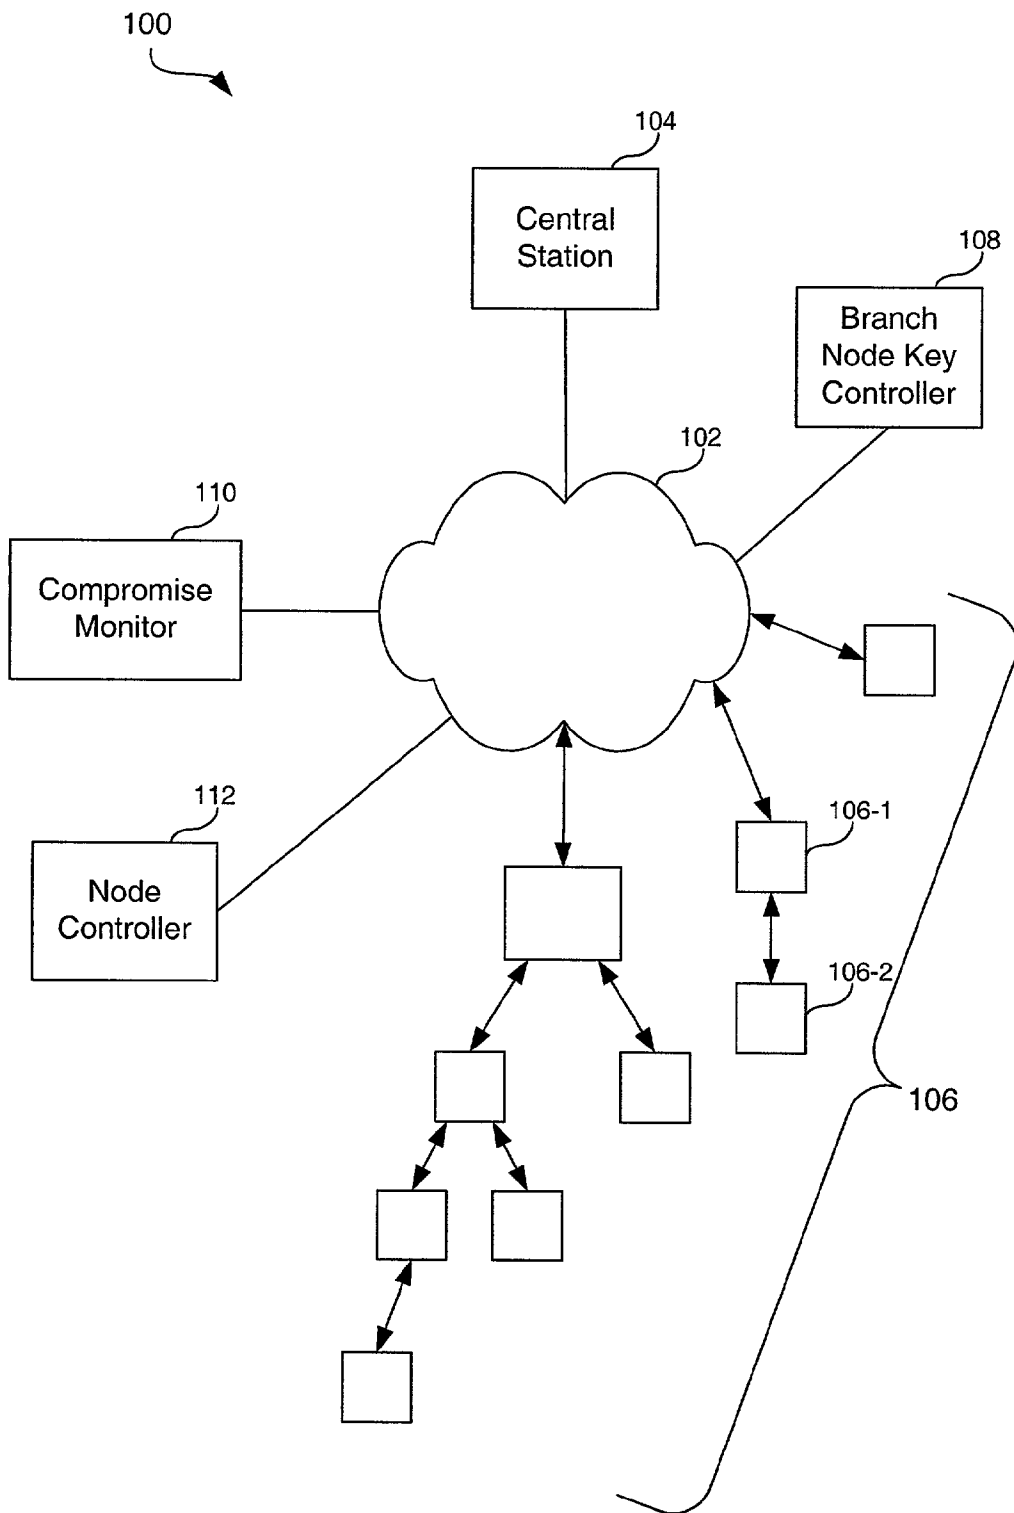 100
104
Central
Station
108
Branch
Node Key
Controller
102
110
Compromise
Monitor
112
Node
Controller
106-1
106-2
106